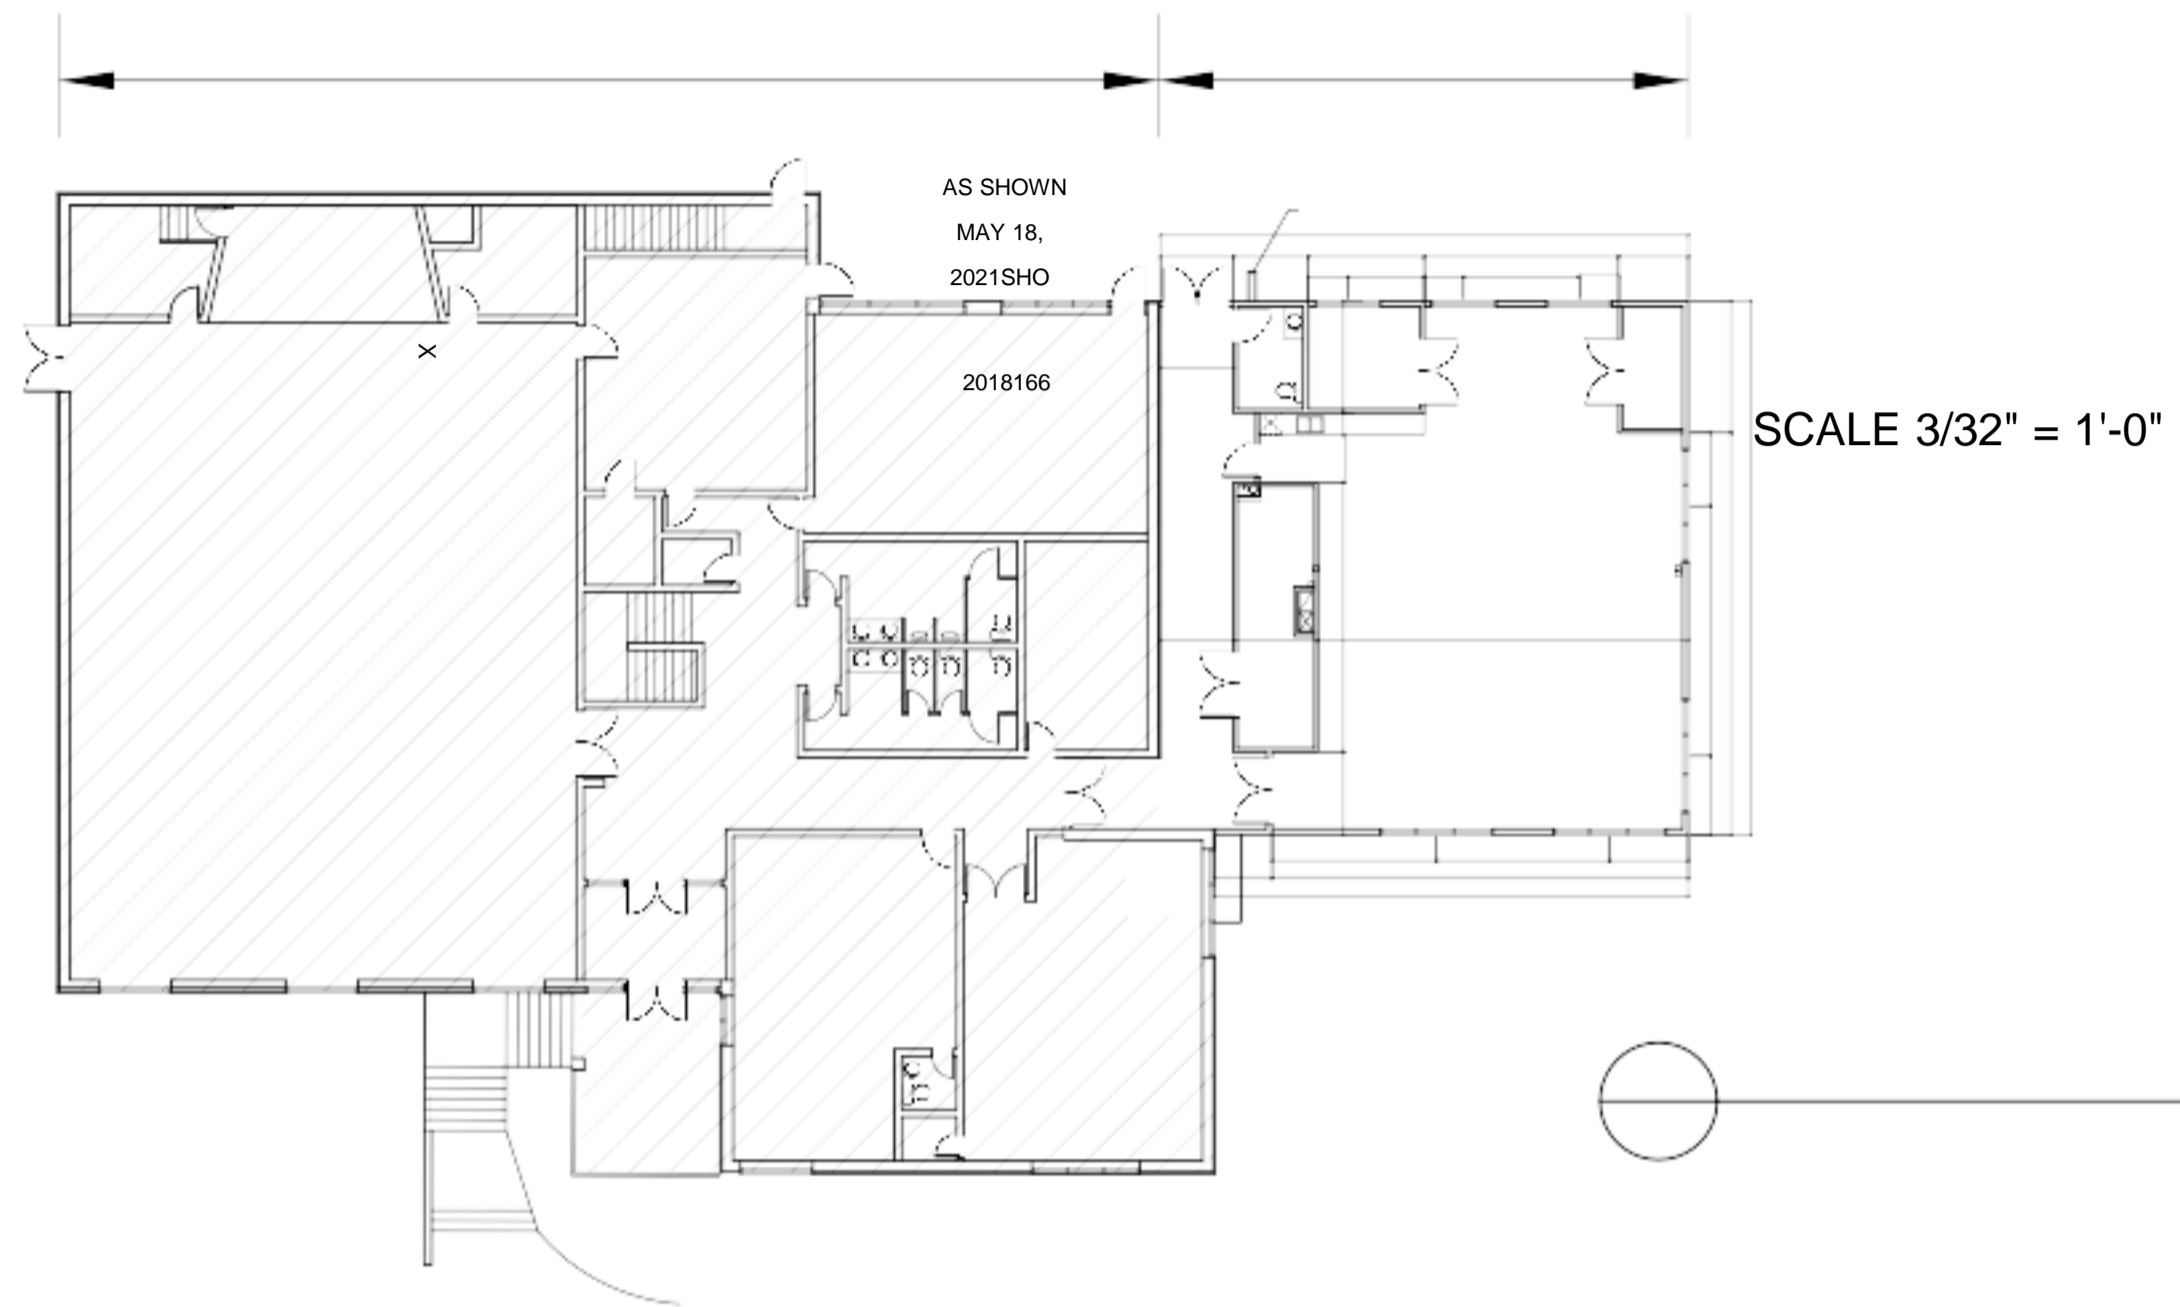 AS SHOWN
MAY 18,
2021SHO
X
2018166
SCALE 3/32" = 1'-0"